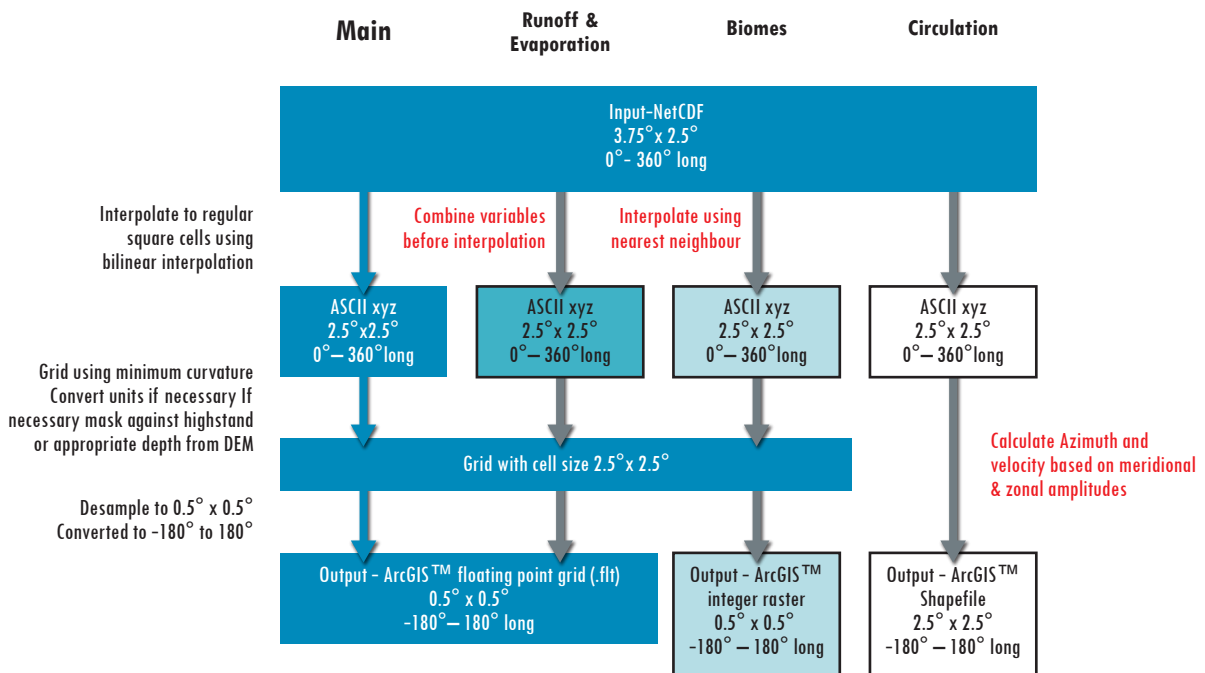 Main
Runoff &
Evaporation
Biomes
Circulation
Input-NetCDF
3.75°x 2.5°
0°- 360° long
Interpolate to regular
square cells using
bilinear interpolation
Combine variables
before interpolation
Interpolate using
nearest neighbour
ASCII xyz
2.5°x2.5°
0°– 360°long
ASCII xyz
2.5°x 2.5°
0°– 360°long
ASCII xyz
2.5°x 2.5°
0°– 360°long
ASCII xyz
2.5°x 2.5°
0°– 360°long
Grid using minimum curvature
Convert units if necessary If
necessary mask against highstand
or appropriate depth from DEM
Grid with cell size 2.5°x 2.5°
Calculate Azimuth and
velocity based on meridional
& zonal amplitudes
Desample to 0.5° x 0.5°
Converted to -180° to 180°
Output - ArcGIS™ floating point grid (.flt)
0.5° x 0.5°
-180°– 180° long
Output - ArcGIS™
integer raster
0.5° x 0.5°
-180° – 180° long
Output - ArcGIS™
Shapefile
2.5° x 2.5°
-180° – 180° long